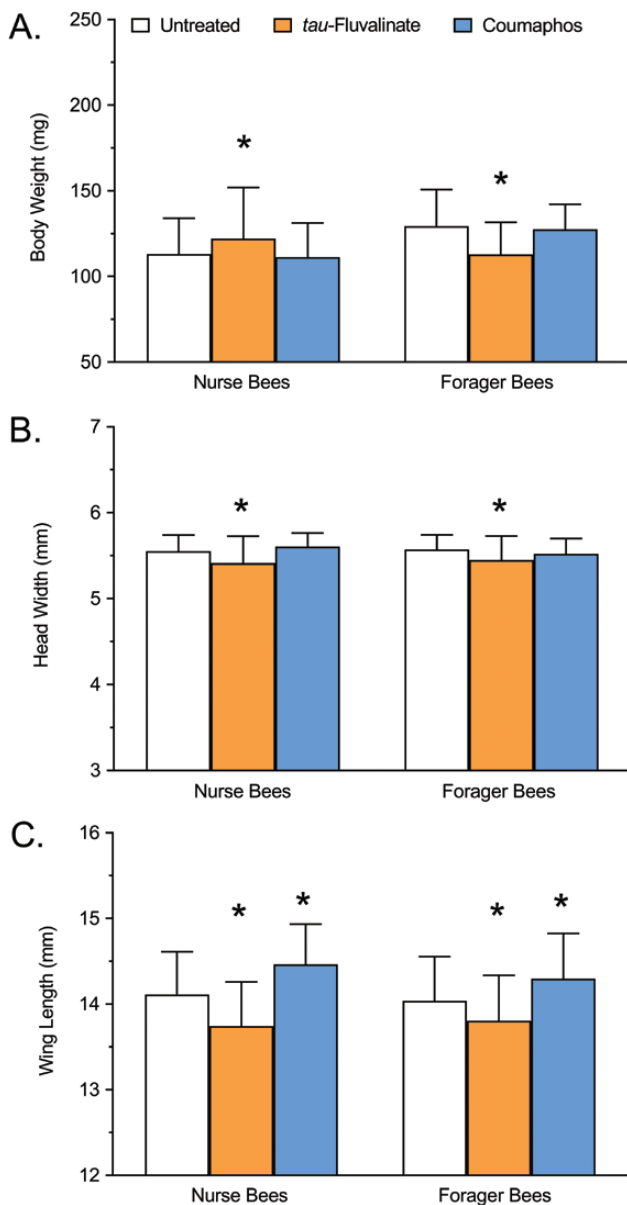 A.
Untreated tau-Fluvalinate Coumaphos
250
200
150
100
50
Body Weight (mg)
*
*
Nurse Bees Forager Bees
B.
7
6
5
4
3
Head Width (mm)
*
*
Nurse Bees Forager Bees
C.
16
15
14
13
12
Wing Length (mm)
* * * *
Nurse Bees Forager Bees